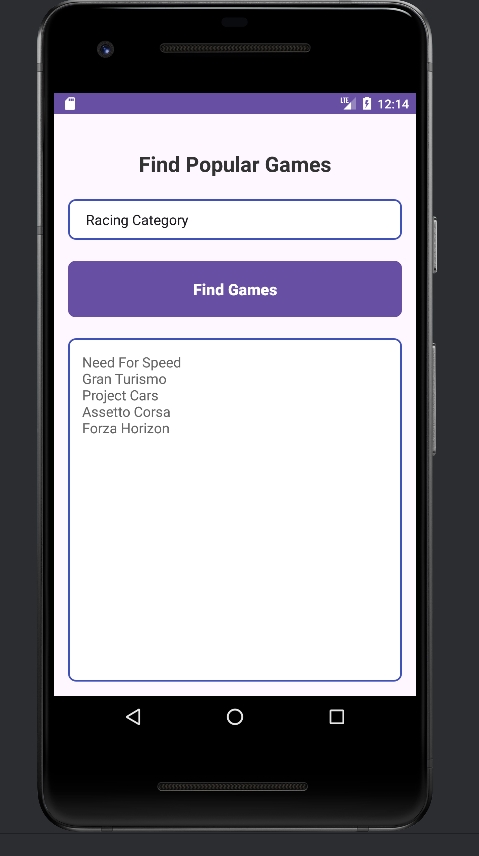 LTE
12:14
Find Popular Games
Racing Category
Find Games
Need For Speed
Gran Turismo
Project Cars
Assetto Corsa
Forza Horizon